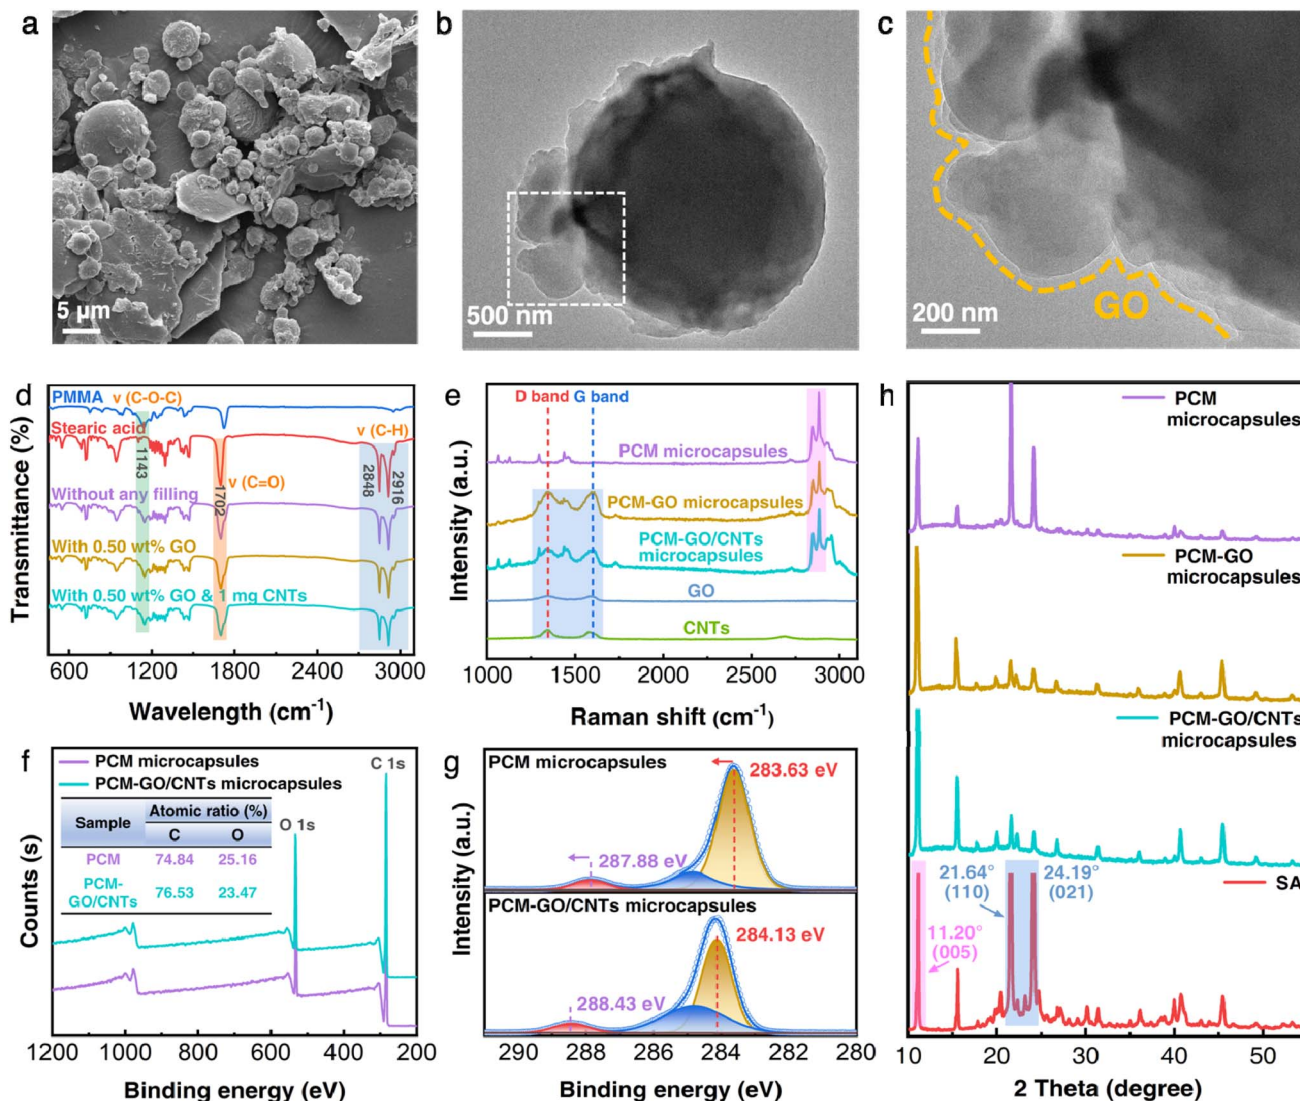 a
5 μm
b
500 nm
c
GO
200 nm
d
PMMA
ν (C-O-C)
Stearic acid
1143
ν (C-H)
2848
2916
ν (C=O)
1702
Without any filling
With 0.50 wt% GO
With 0.50 wt% GO & 1 mg CNTs
Transmittance (%)
600 1200 1800 2400 3000
Wavelength (cm⁻¹)
e
D band G band
PCM microcapsules
PCM-GO microcapsules
PCM-GO/CNTs
microcapsules
GO
CNTs
Intensity (a.u.)
1000 1500 2000 2500 3000
Raman shift (cm⁻¹)
f
PCM microcapsules
PCM-GO/CNTs microcapsules
C 1s
O 1s
Sample
Atomic ratio (%)
C O
PCM 74.84 25.16
PCM-
GO/CNTs
76.53 23.47
Counts (s)
1200 1000 800 600 400 200
Binding energy (eV)
g
PCM microcapsules
283.63 eV
287.88 eV
PCM-GO/CNTs microcapsules
284.13 eV
288.43 eV
Intensity (a.u.)
290 288 286 284 282 280
Binding energy (eV)
h
PCM
microcapsules
PCM-GO
microcapsules
PCM-GO/CNTs
microcapsules
SA
21.64°
(110)
24.19°
(021)
11.20°
(005)
10 20 30 40 50
2 Theta (degree)